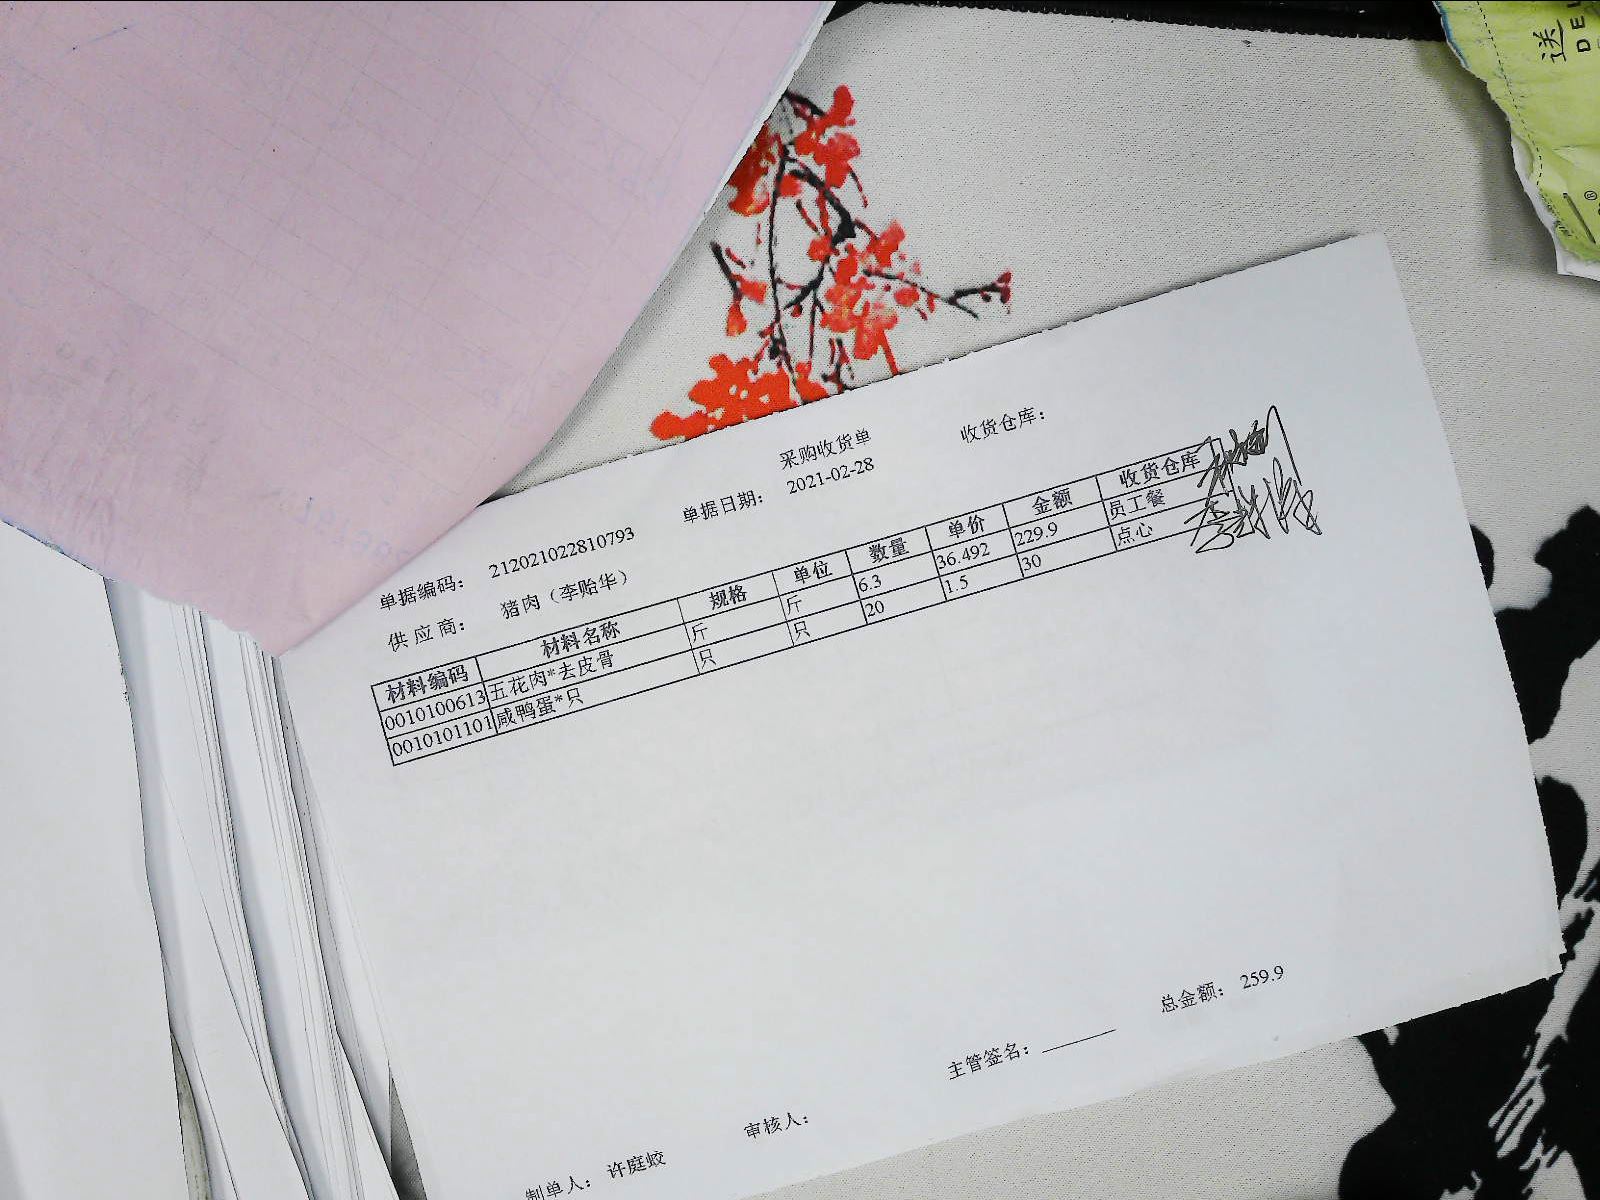 采购收货单
收货仓库：
单据编码： 212021022810793 单据日期： 2021-02-28
供应商： 猪肉（李贻华）
材料编码 材料名称 规格 单位 数量 单价 金额 收货仓库
0010100613 五花肉*去皮骨 斤 斤 6.3 36.492 229.9 员工餐
0010101101 咸鸭蛋*只 只 只 20 1.5 30 点心
总金额： 259.9
主管签名：
审核人：
制单人： 许庭蛟
送